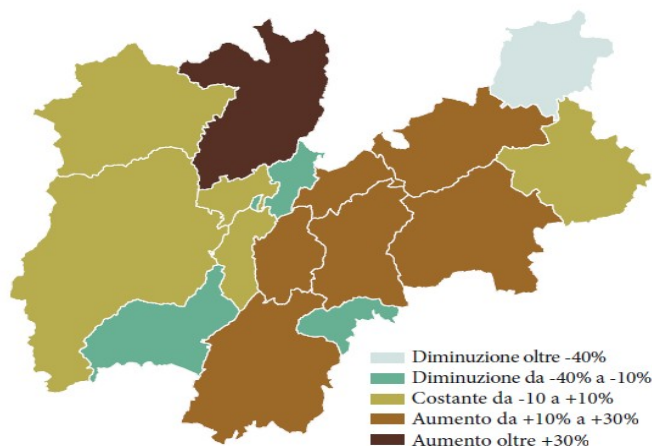 Diminuzione oltre -40%
Diminuzione da -40% a -10%
Costante da -10 a +10%
Aumento da +10% a +30%
Aumento oltre +30%